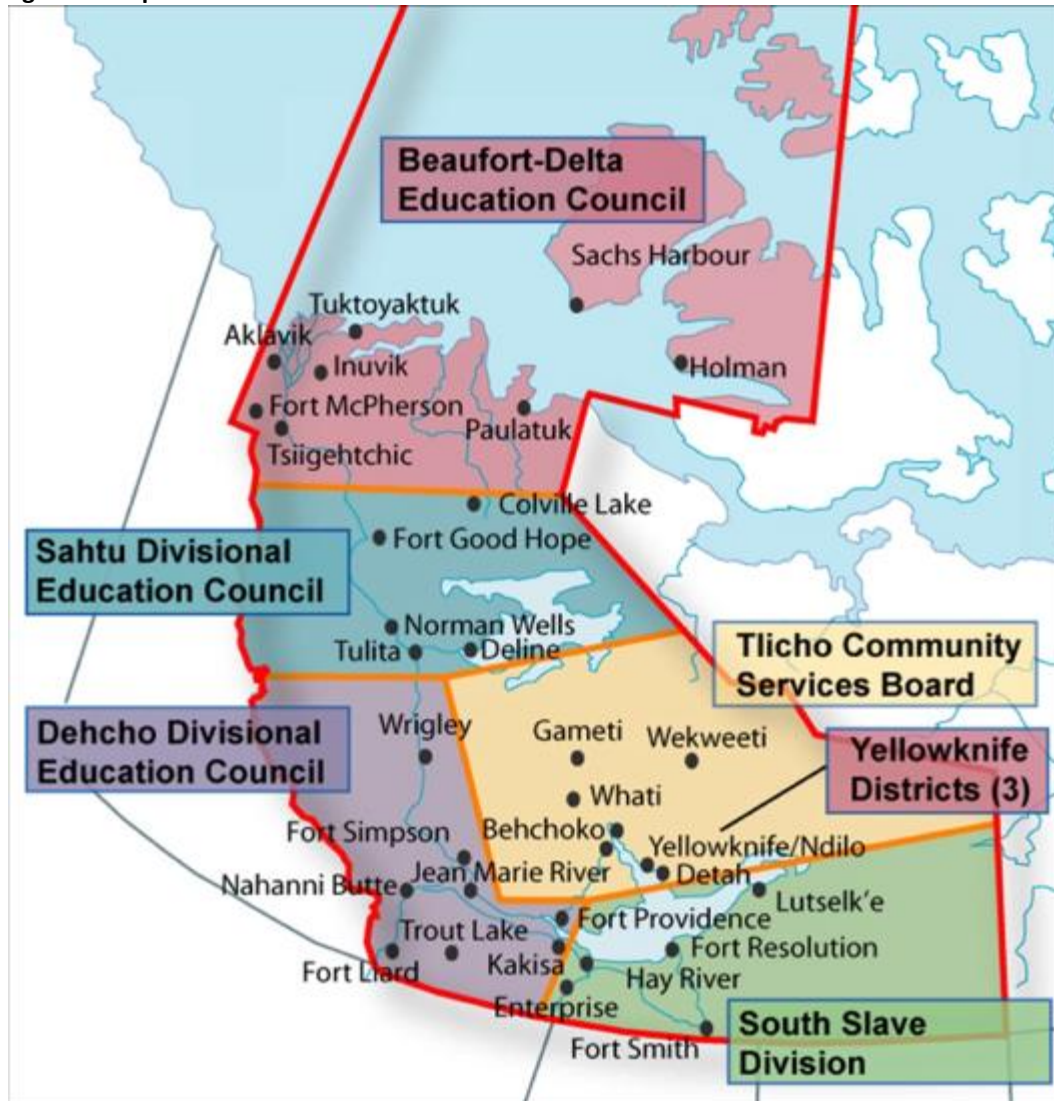 Beaufort-Delta
Education Council
Sachs Harbour
Tuktoyaktuk
Aklavik
Inuvik
Holman
Fort McPherson
Paulatuk
Tsiigehtchic
Colville Lake
Sahtu Divisional
Education Council
Fort Good Hope
Norman Wells
Tulita
Deline
Tlicho Community
Services Board
Dehcho Divisional
Education Council
Wrigley
Gameti
Wekweeti
Yellowknife
Districts (3)
Whati
Fort Simpson
Behchoko
Yellowknife/Ndilo
Jean Marie River
Detah
Nahanni Butte
Lutselk'e
Fort Providence
Trout Lake
Fort Resolution
Fort Liard
Kakisa
Hay River
Enterprise
South Slave
Division
Fort Smith